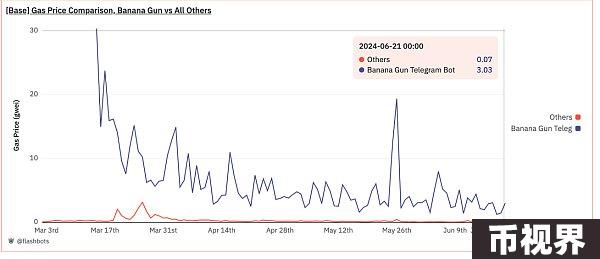 [Base] Gas Price Comparison, Banana Gun vs All Others
30
20
10
0
Gas Price (gwei)
2024-06-21 00:00
Others 0.07
Banana Gun Telegram Bot 3.03
Others
Banana Gun Teleg
Mar 3rd Mar 17th Mar 31st Apr 14th Apr 28th May 12th May 26th Jun 9th
@flashbots
币视界